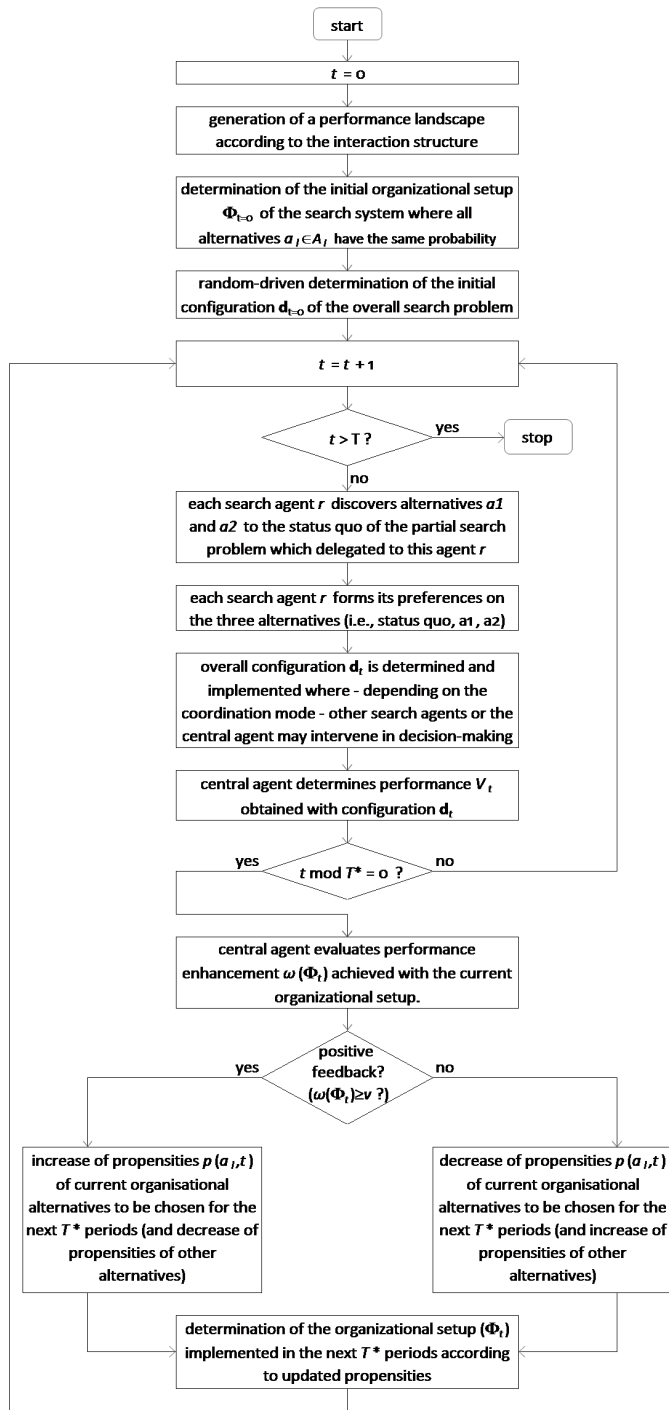 start
t = 0
generation of a performance landscape
according to the interaction structure
determination of the initial organizational setup
Φt=0 of the search system where all
alternatives a l ∈ A l have the same probability
random-driven determination of the initial
configuration dt=0 of the overall search problem
t = t + 1
t > T ?
yes
stop
no
each search agent r discovers alternatives a1
and a2 to the status quo of the partial search
problem which delegated to this agent r
each search agent r forms its preferences on
the three alternatives (i.e., status quo, a1 , a2)
overall configuration dt is determined and
implemented where - depending on the
coordination mode - other search agents or the
central agent may intervene in decision-making
central agent determines performance V t
obtained with configuration dt
yes
t mod T* = 0 ?
no
central agent evaluates performance
enhancement ω (Φt) achieved with the current
organizational setup.
yes
positive
feedback?
(ω(Φt)≥v ?)
no
increase of propensities p (a l ,t )
of current organisational
alternatives to be chosen for the
next T * periods (and decrease of
propensities of other
alternatives)
decrease of propensities p (a l ,t )
of current organisational
alternatives to be chosen for the
next T * periods (and increase of
propensities of other
alternatives)
determination of the organizational setup (Φt)
implemented in the next T * periods according
to updated propensities